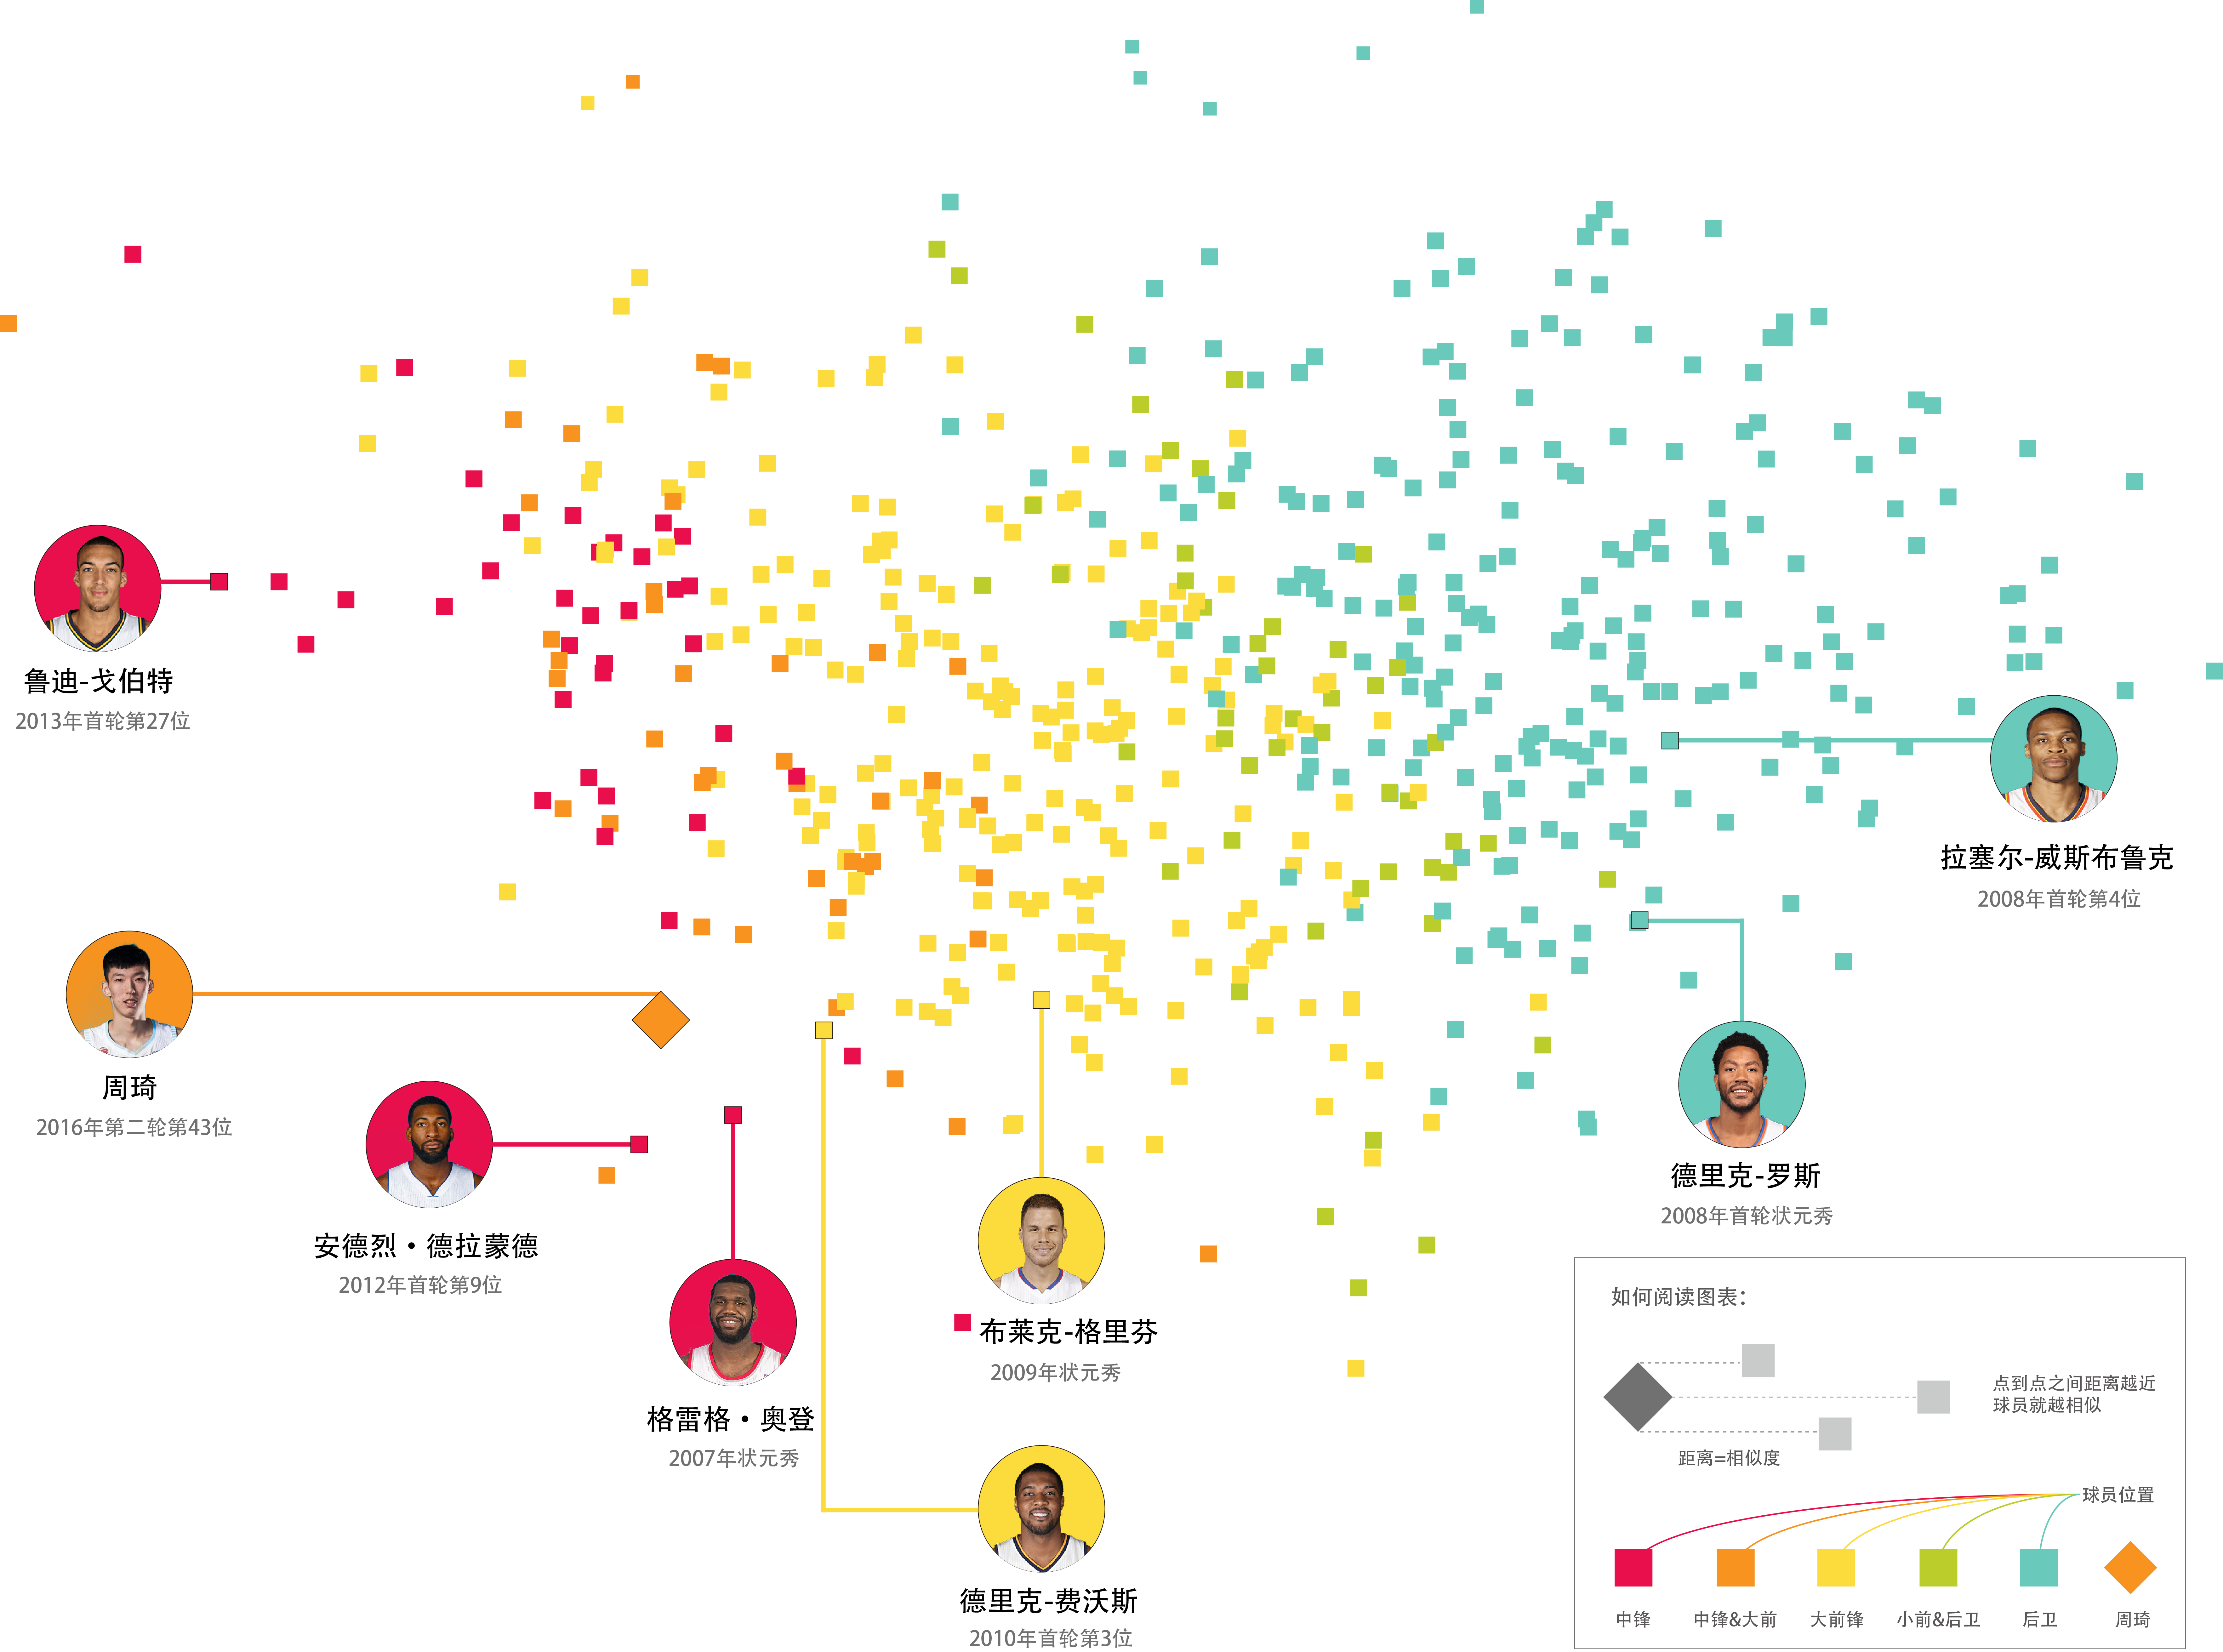 鲁迪-戈伯特
2013年首轮第27位
拉塞尔-威斯布鲁克
2008年首轮第4位
周琦
2016年第二轮第43位
安德烈·德拉蒙德
2012年首轮第9位
格雷格·奥登
2007年状元秀
布莱克-格里芬
2009年状元秀
德里克-费沃斯
2010年首轮第3位
德里克-罗斯
2008年首轮状元秀
如何阅读图表：
点到点之间距离越近
球员就越相似
距离=相似度
球员位置
中锋
中锋&大前
大前锋
小前&后卫
后卫
周琦